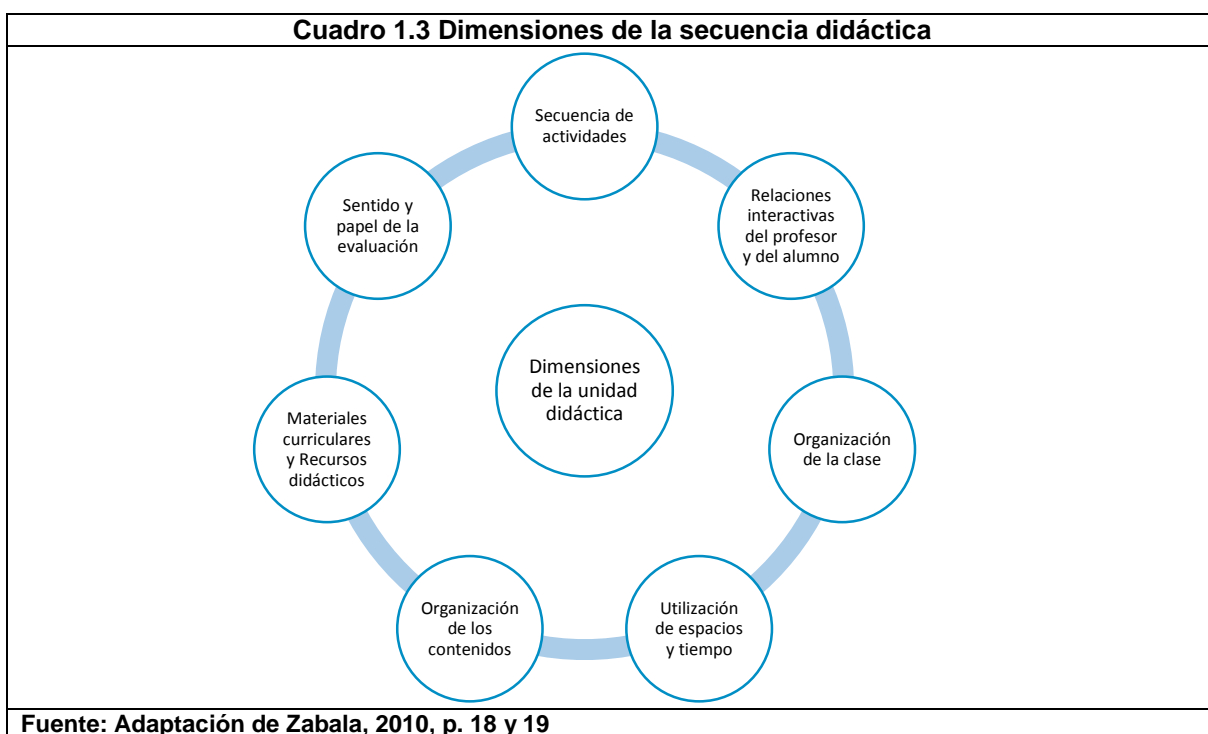 Cuadro 1.3 Dimensiones de la secuencia didáctica
Secuencia de
actividades
Relaciones
interactivas
del profesor
y del alumno
Organización
de la clase
Utilización
de espacios
y tiempo
Organización
de los
contenidos
Materiales
curriculares
y Recursos
didácticos
Sentido y
papel de la
evaluación
Dimensiones
de la unidad
didáctica
Fuente: Adaptación de Zabala, 2010, p. 18 y 19